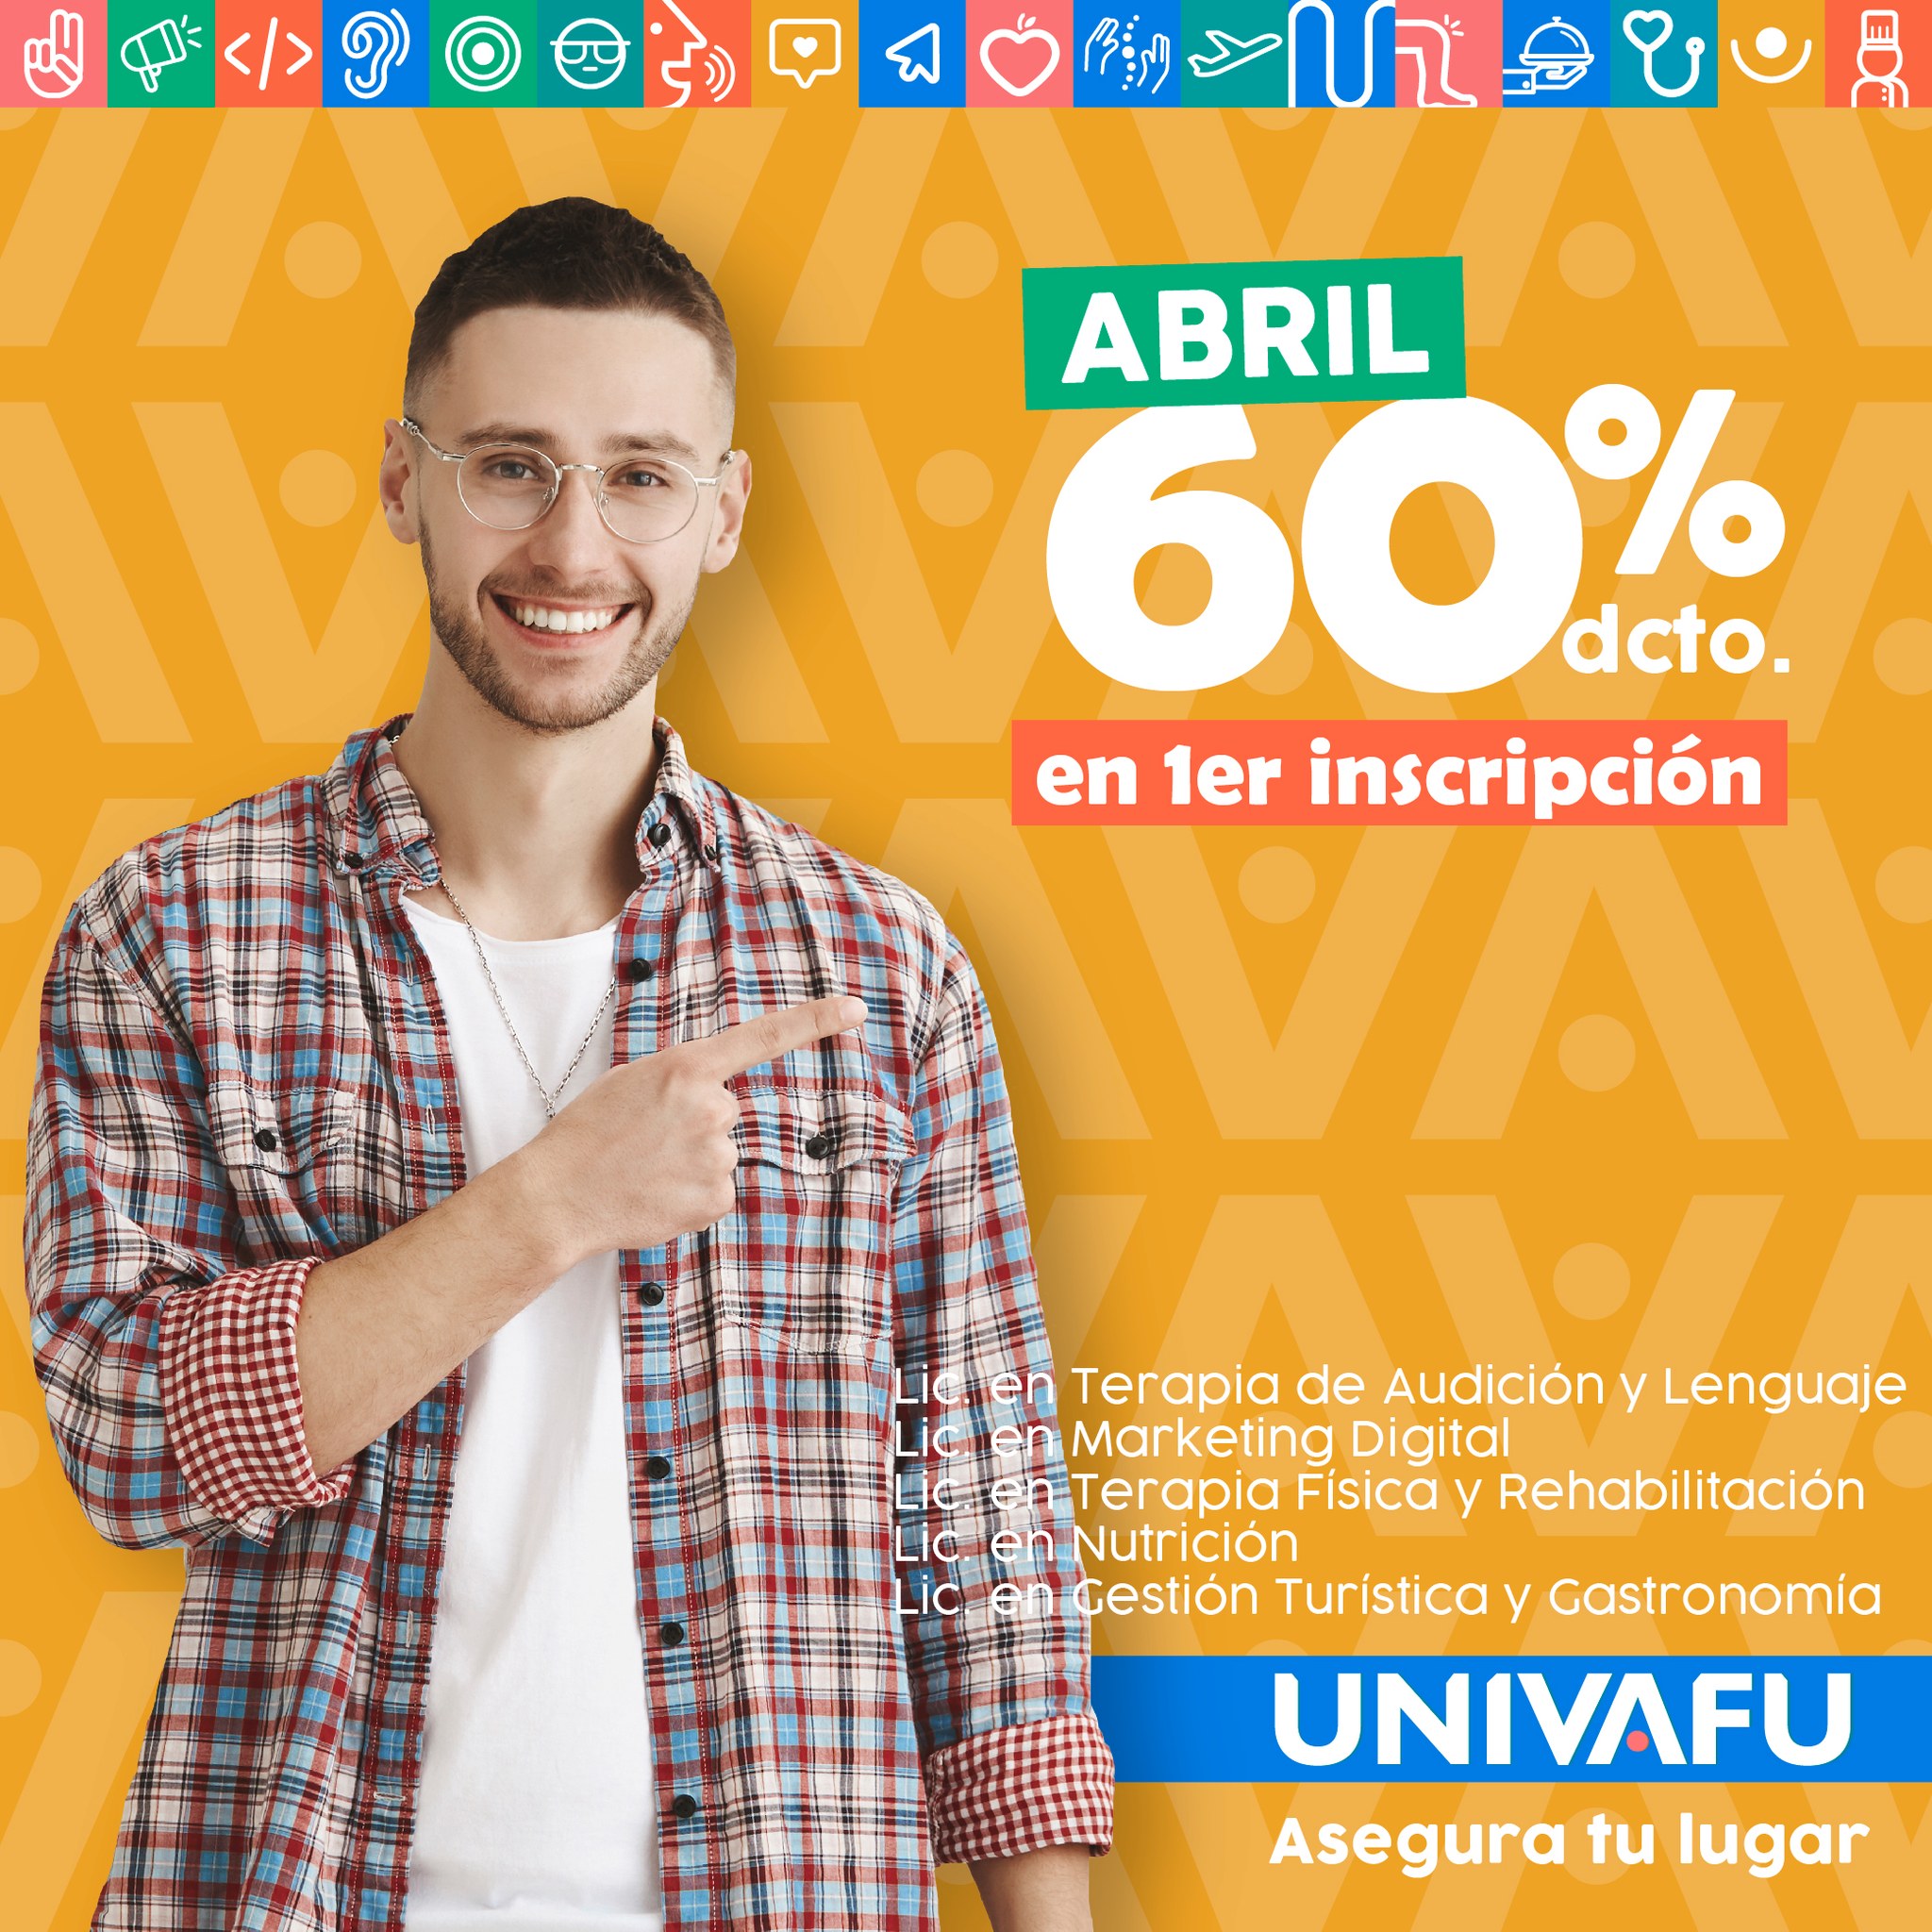 ABRIL
60%
dcto.
en 1er inscripción
Lic. en Terapia de Audición y Lenguaje
Lic. en Marketing Digital
Lic. en Terapia Física y Rehabilitación
Lic. en Nutrición
Lic. en Gestión Turística y Gastronomía
UNIVAFU
Asegura tu lugar